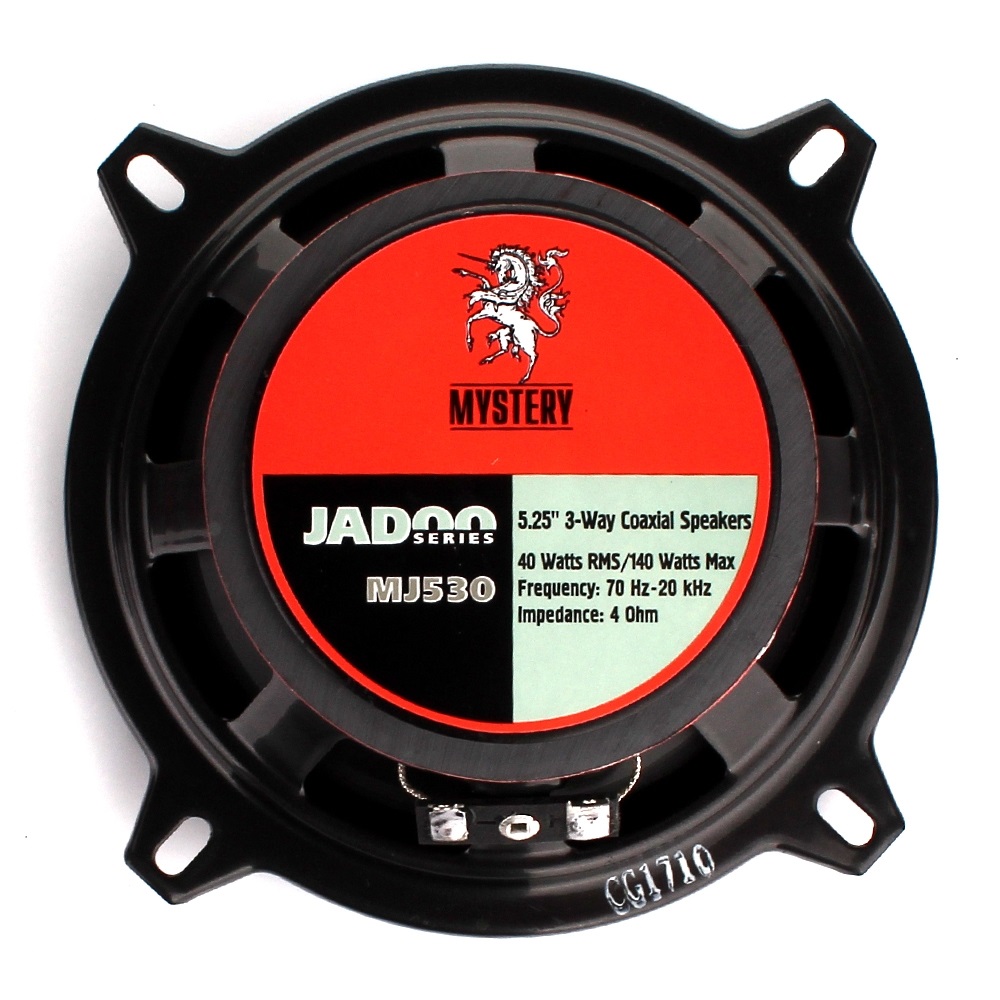 MYSTERY
JADOO
SERIES
MJ530
5.25" 3-Way Coaxial Speakers
40 Watts RMS/140 Watts Max
Frequency: 70 Hz-20 kHz
Impedance: 4 Ohm
CG1710